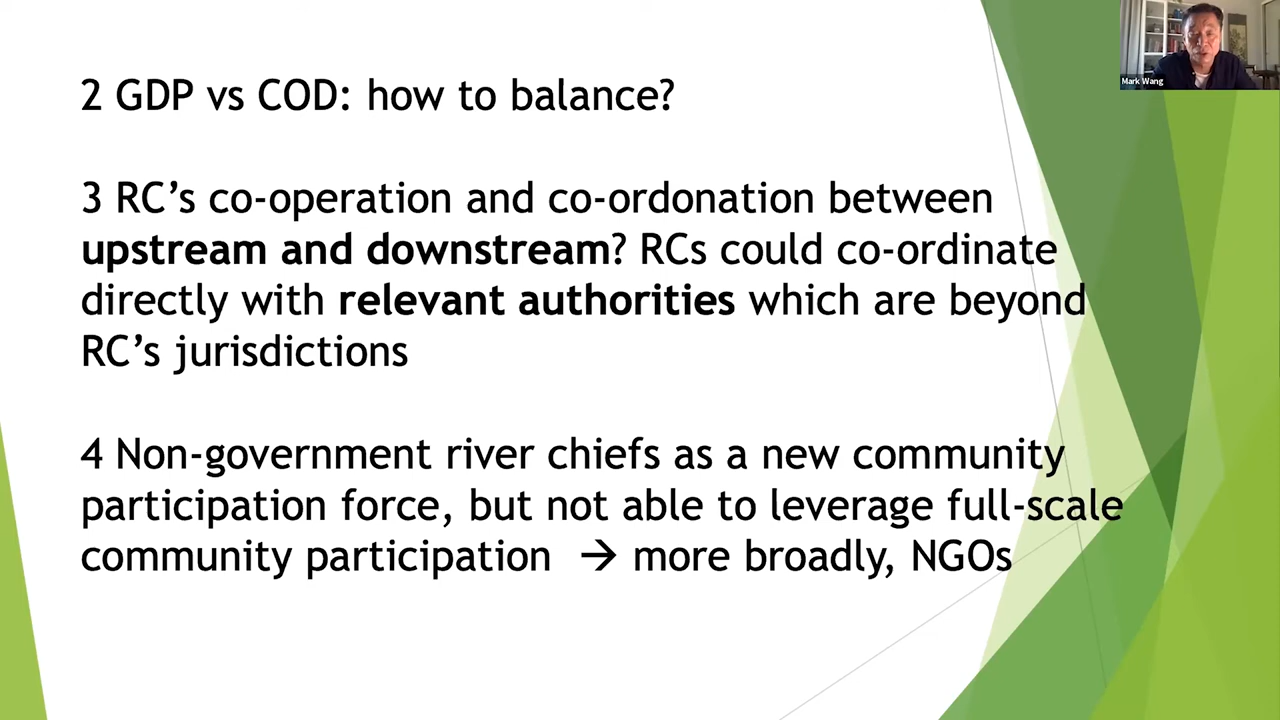 Mark Wang
2 GDP vs COD: how to balance?
3 RC’s co-operation and co-ordonation between
upstream and downstream? RCs could co-ordinate
directly with relevant authorities which are beyond
RC’s jurisdictions
4 Non-government river chiefs as a new community
participation force, but not able to leverage full-scale
community participation → more broadly, NGOs